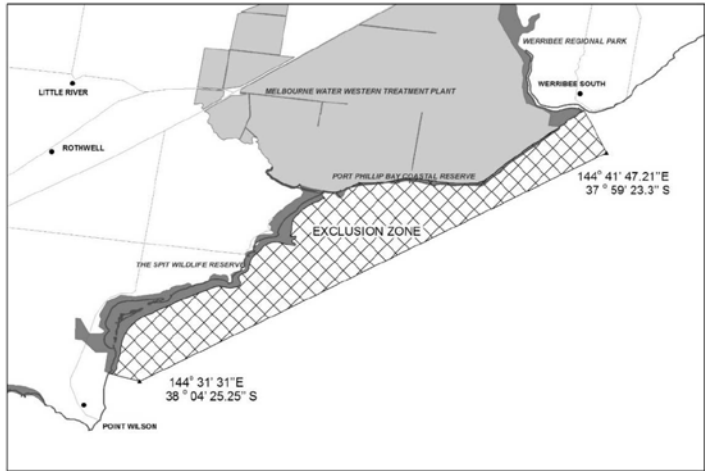 WERRIBEE REGIONAL PARK
WERRIBEE SOUTH
LITTLE RIVER
MELBOURNE WATER WESTERN TREATMENT PLANT
ROTHWELL
PORT PHILLIP BAY COASTAL RESERVE
144° 41' 47.21"E
37° 59' 23.3" S
EXCLUSION ZONE
THE SPIT WILDLIFE RESERVE
144° 31' 31"E
38° 04' 25.25" S
POINT WILSON